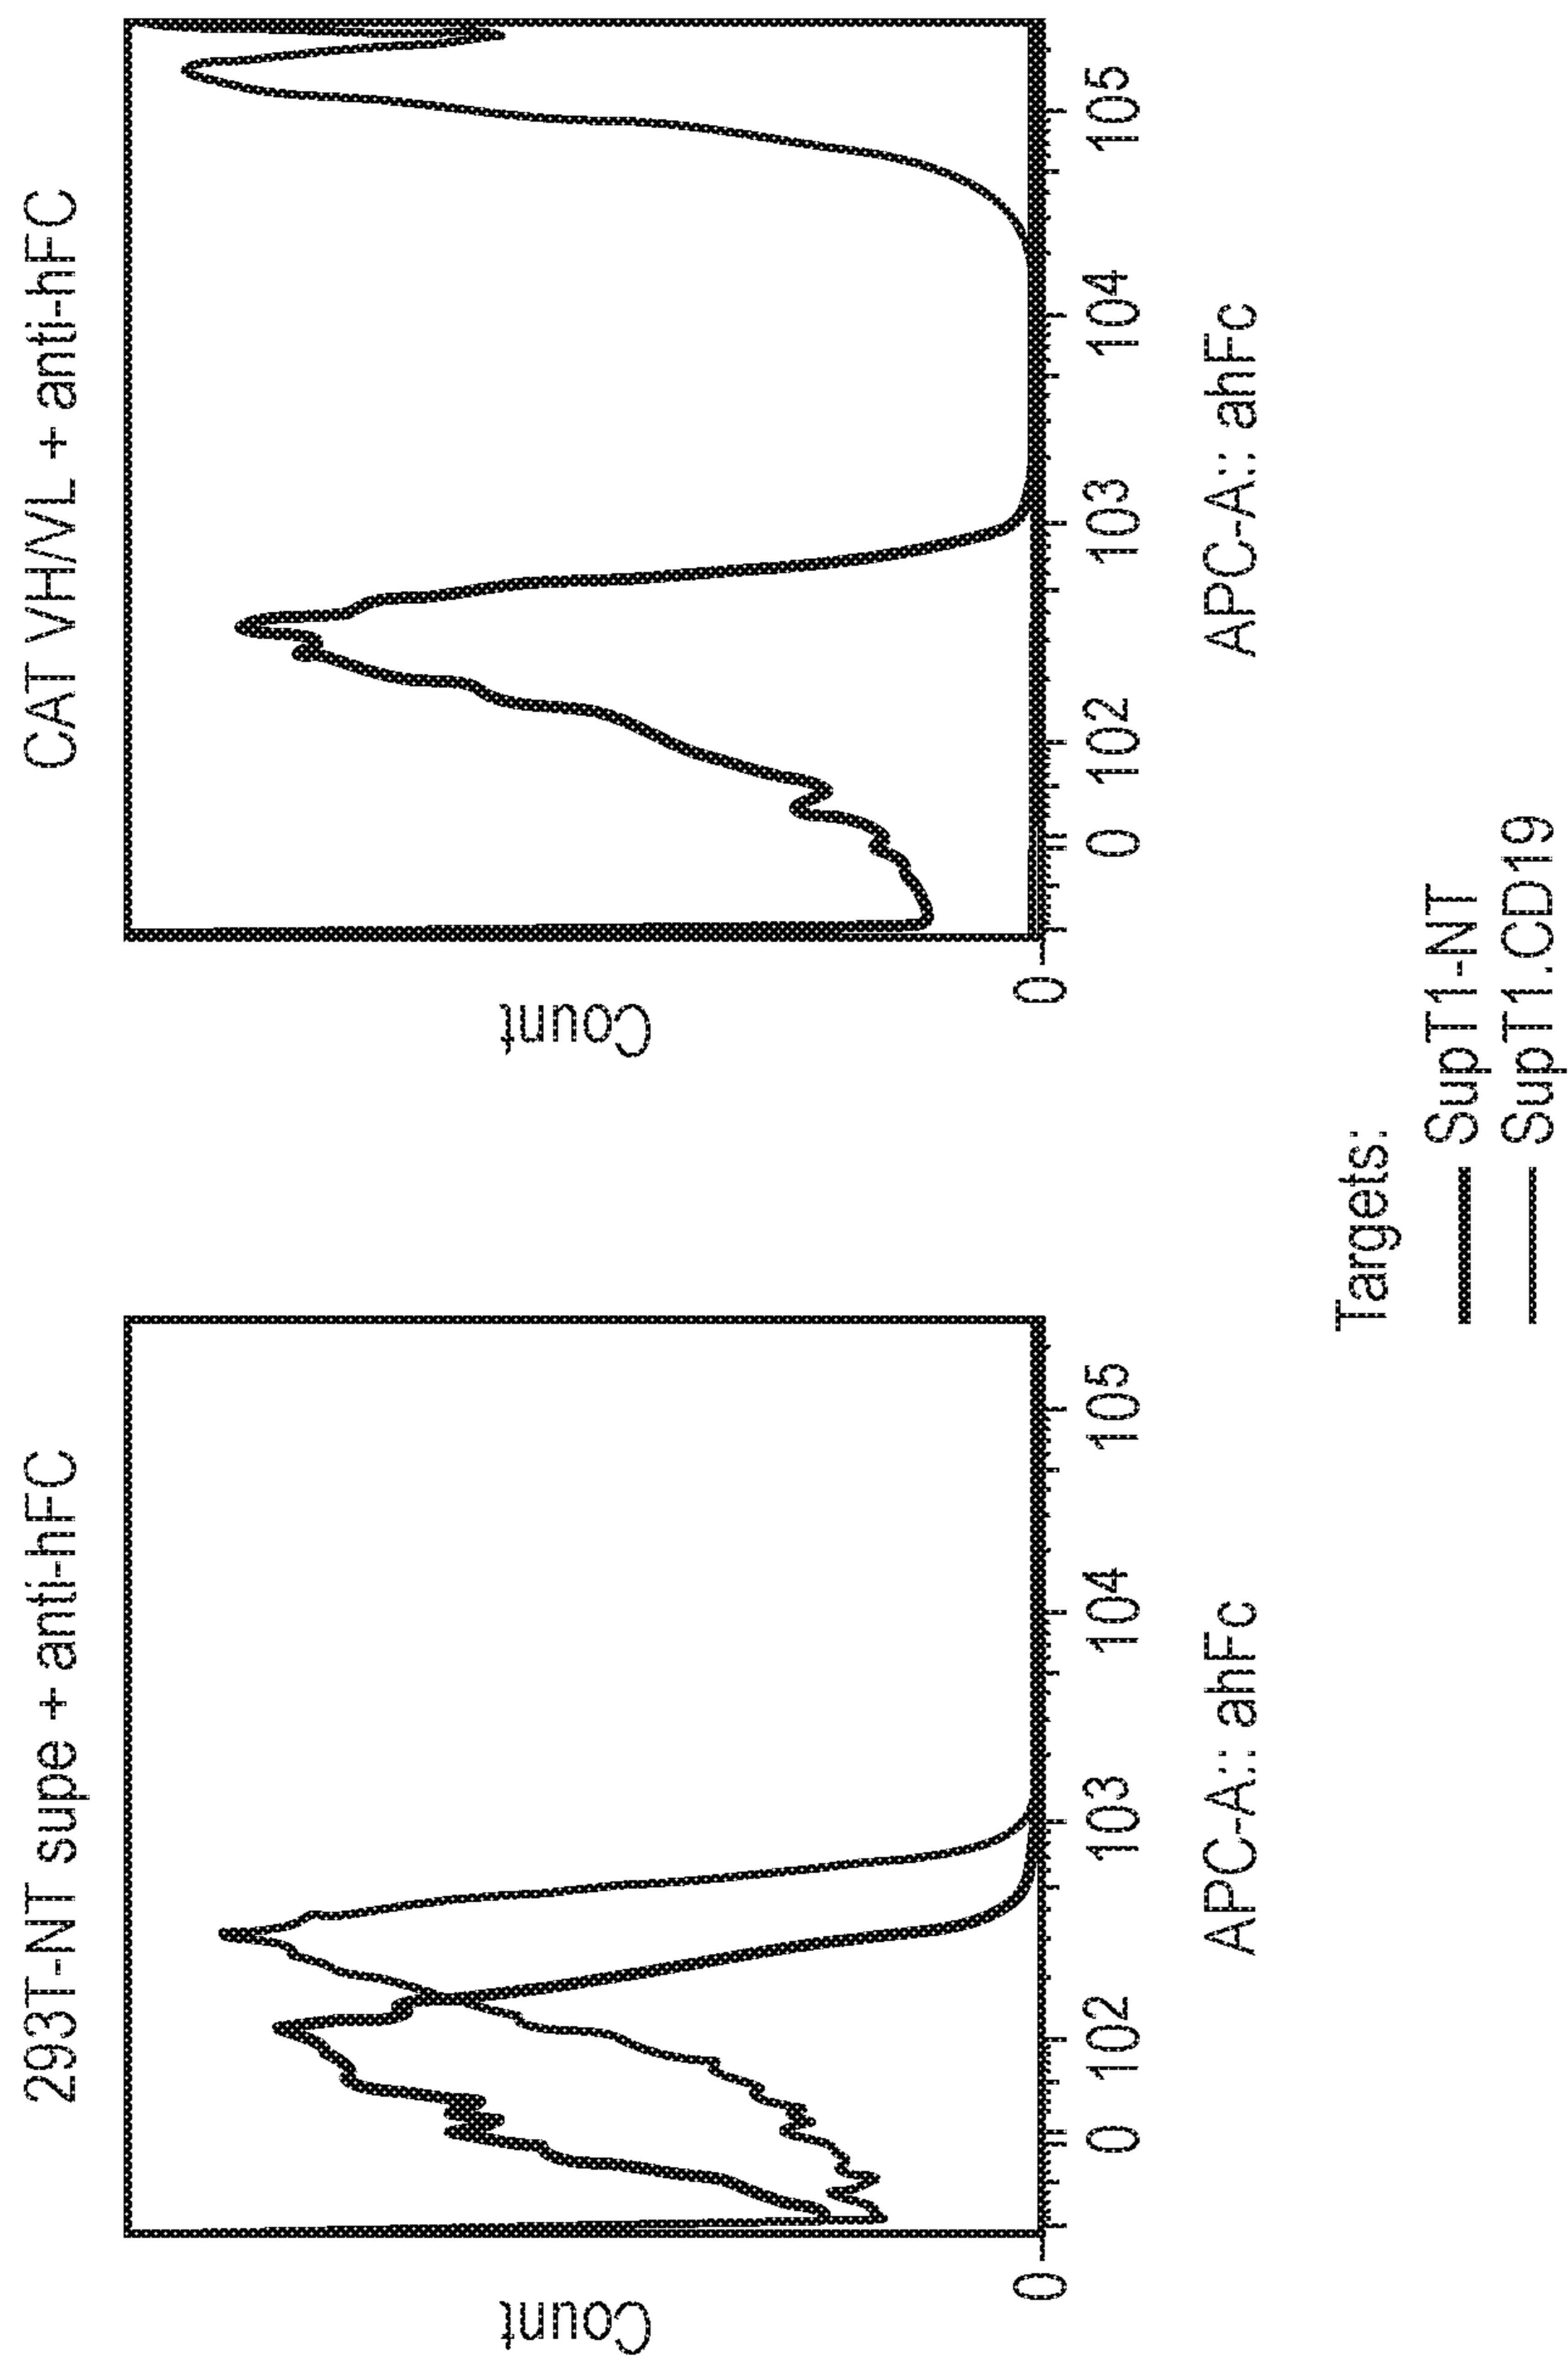 293T-NT supe + anti-hFC
Count
0
0 102 103 104 105
APC-A:: ahFc
CAT VH/VL + anti-hFC
Count
0
0 102 103 104 105
APC-A:: ahFc
Targets:
SupT1-NT
SupT1.CD19